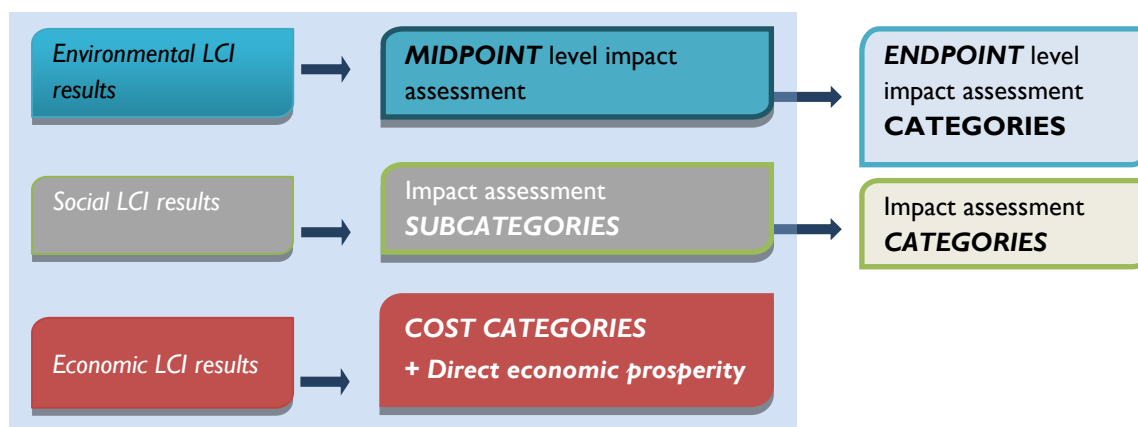 Environmental LCI
results
MIDPOINT level impact
assessment
ENDPOINT level
impact assessment
CATEGORIES
Social LCI results
Impact assessment
SUBCATEGORIES
Impact assessment
CATEGORIES
Economic LCI results
COST CATEGORIES
+ Direct economic prosperity